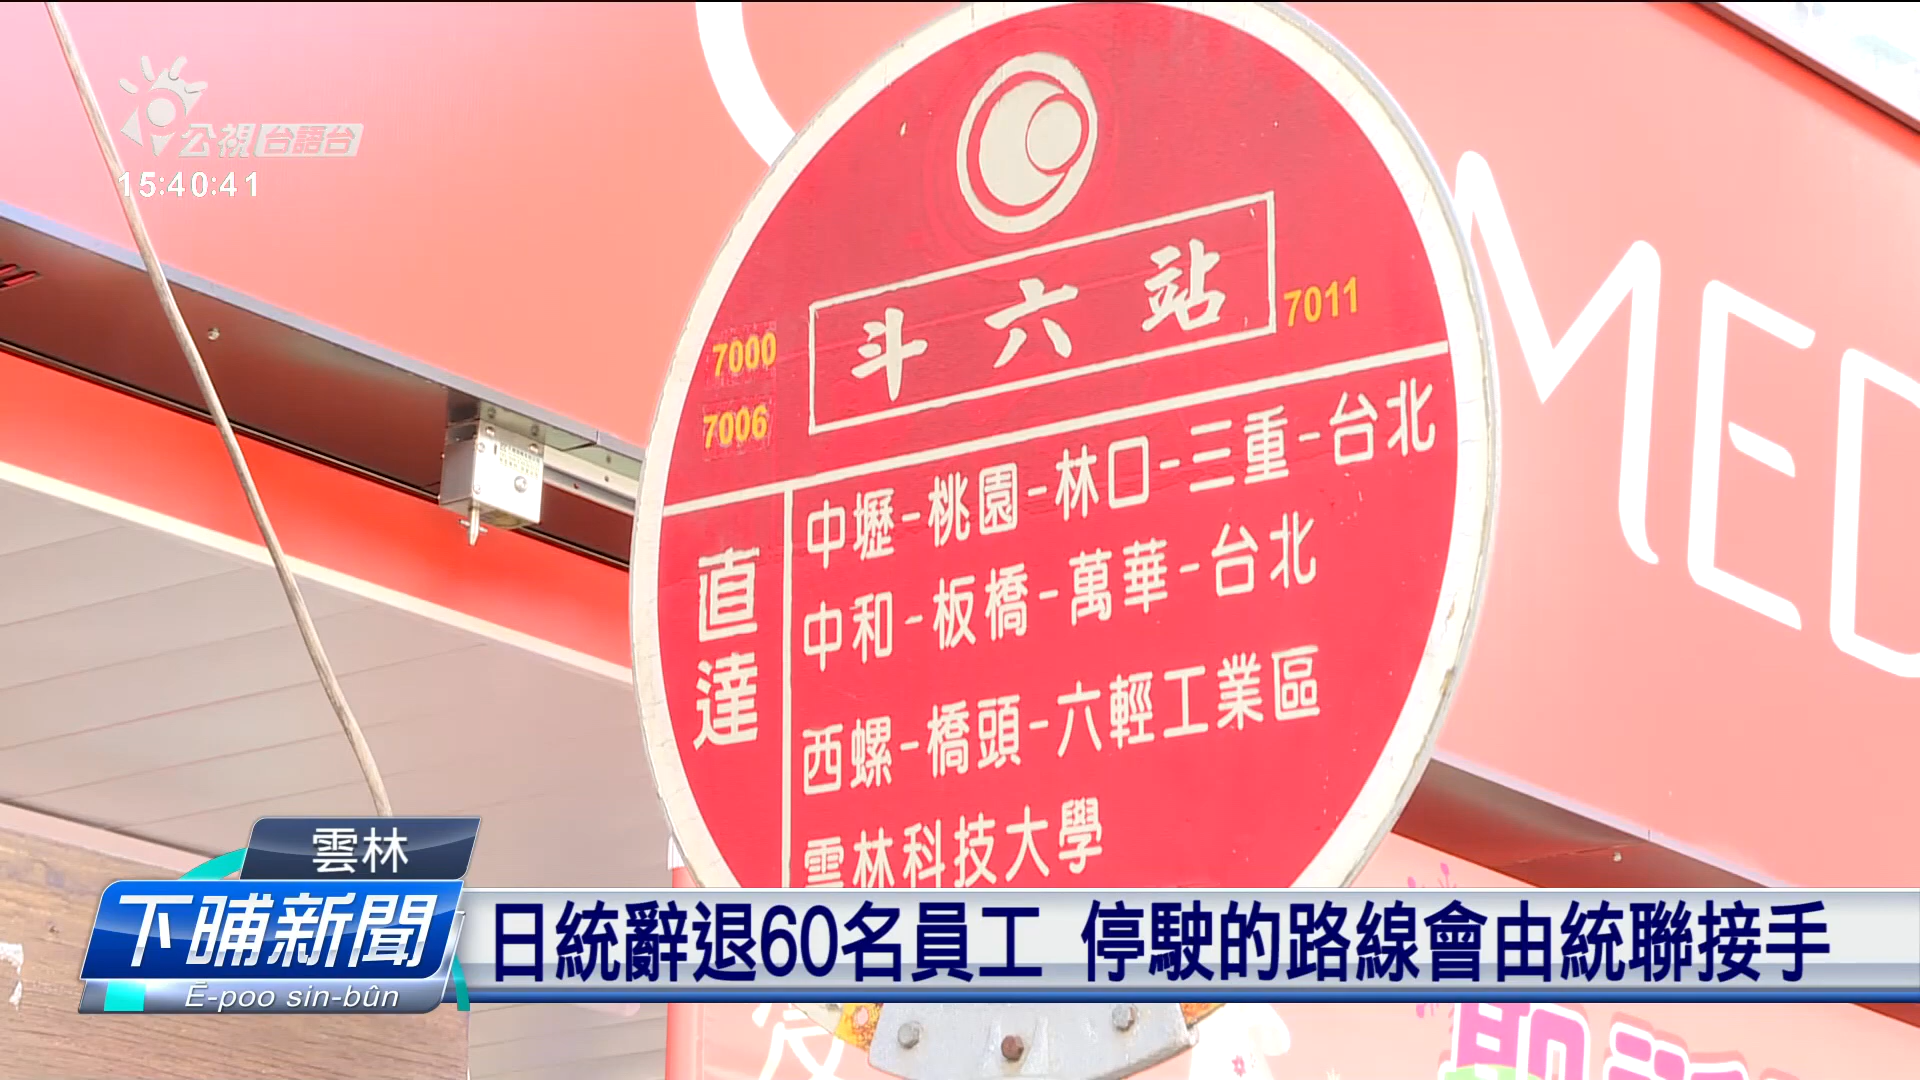 公視台語台
15:40:41
MED
斗六站
7000
7006
7011
直達
中壢-桃園-林口-三重-台北
中和-板橋-萬華-台北
西螺-橋頭-六輕工業區
雲林科技大學
雲林
下晡新聞
Ē-poo sin-bûn
日統辭退60名員工 停駛的路線會由統聯接手